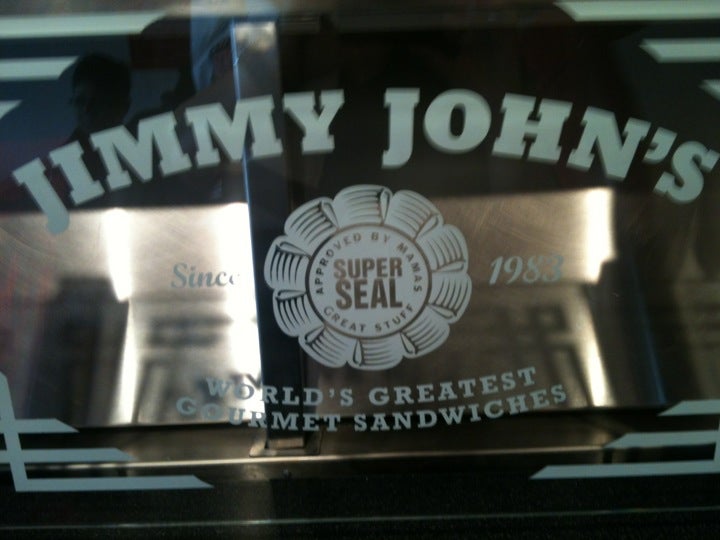 JIMMY JOHN'S
Since 1983
APPROVED BY MAMAS
SUPER
SEAL
GREAT STUFF
WORLD'S GREATEST
GOURMET SANDWICHES